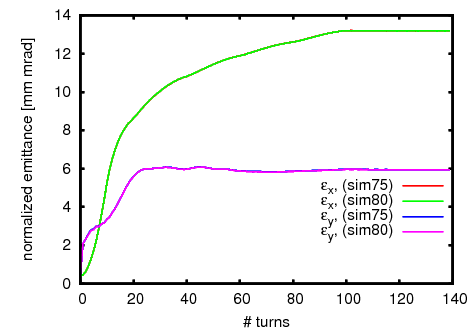 normalized emittance [mm mrad]
14
12
10
8
6
4
2
0
εx, (sim75)
εx, (sim80)
εy, (sim75)
εy, (sim80)
0 20 40 60 80 100 120 140
# turns